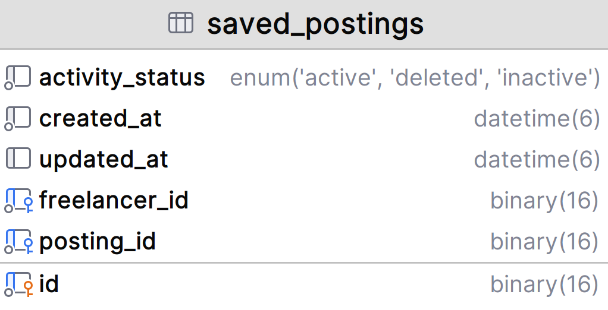 saved_postings
activity_status enum('active', 'deleted', 'inactive')
created_at datetime(6)
updated_at datetime(6)
freelancer_id binary(16)
posting_id binary(16)
id binary(16)